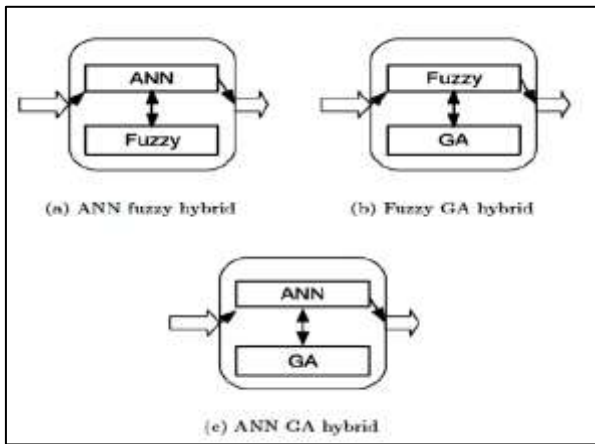 ANN
Fuzzy
(a) ANN fuzzy hybrid
Fuzzy
GA
(b) Fuzzy GA hybrid
ANN
GA
(c) ANN GA hybrid